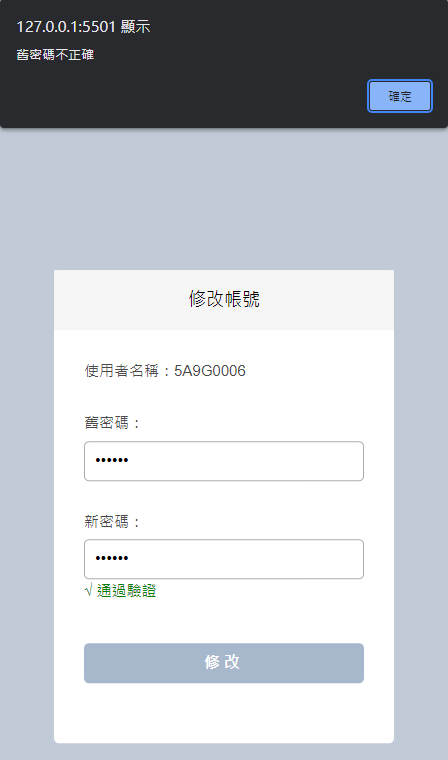 127.0.0.1:5501 顯示
舊密碼不正確
確定
修改帳號
使用者名稱：5A9G0006
舊密碼：
••••••
新密碼：
••••••
√ 通過驗證
修改